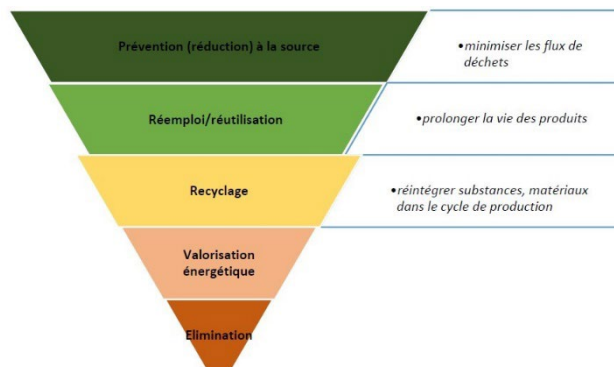 Prévention (réduction) à la source
•minimiser les flux de
déchets
Réemploi/réutilisation
•prolonger la vie des produits
Recyclage
•réintégrer substances, matériaux
dans le cycle de production
Valorisation
énergétique
Elimination